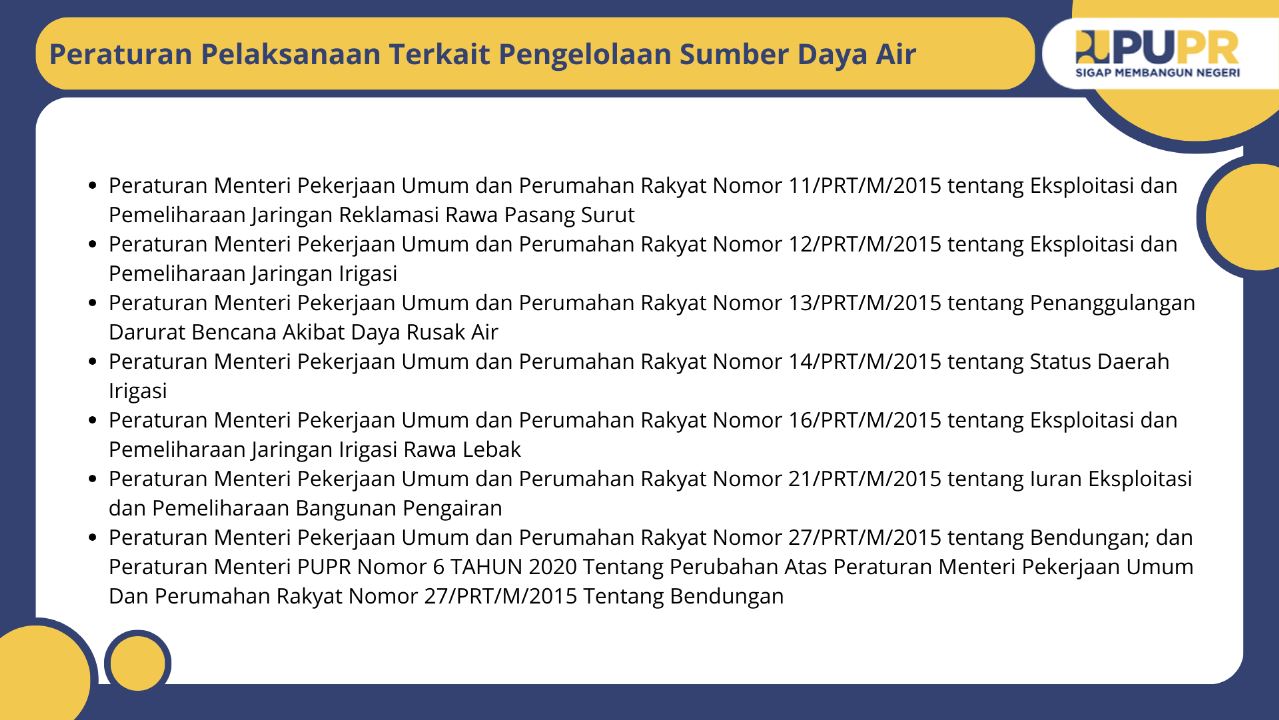 Peraturan Pelaksanaan Terkait Pengelolaan Sumber Daya Air
PUPR
SIGAP MEMBANGUN NEGERI
• Peraturan Menteri Pekerjaan Umum dan Perumahan Rakyat Nomor 11/PRT/M/2015 tentang Eksploitasi dan
Pemeliharaan Jaringan Reklamasi Rawa Pasang Surut
• Peraturan Menteri Pekerjaan Umum dan Perumahan Rakyat Nomor 12/PRT/M/2015 tentang Eksploitasi dan
Pemeliharaan Jaringan Irigasi
• Peraturan Menteri Pekerjaan Umum dan Perumahan Rakyat Nomor 13/PRT/M/2015 tentang Penanggulangan
Darurat Bencana Akibat Daya Rusak Air
• Peraturan Menteri Pekerjaan Umum dan Perumahan Rakyat Nomor 14/PRT/M/2015 tentang Status Daerah
Irigasi
• Peraturan Menteri Pekerjaan Umum dan Perumahan Rakyat Nomor 16/PRT/M/2015 tentang Eksploitasi dan
Pemeliharaan Jaringan Irigasi Rawa Lebak
• Peraturan Menteri Pekerjaan Umum dan Perumahan Rakyat Nomor 21/PRT/M/2015 tentang Iuran Eksploitasi
dan Pemeliharaan Bangunan Pengairan
• Peraturan Menteri Pekerjaan Umum dan Perumahan Rakyat Nomor 27/PRT/M/2015 tentang Bendungan; dan
Peraturan Menteri PUPR Nomor 6 TAHUN 2020 Tentang Perubahan Atas Peraturan Menteri Pekerjaan Umum
Dan Perumahan Rakyat Nomor 27/PRT/M/2015 Tentang Bendungan